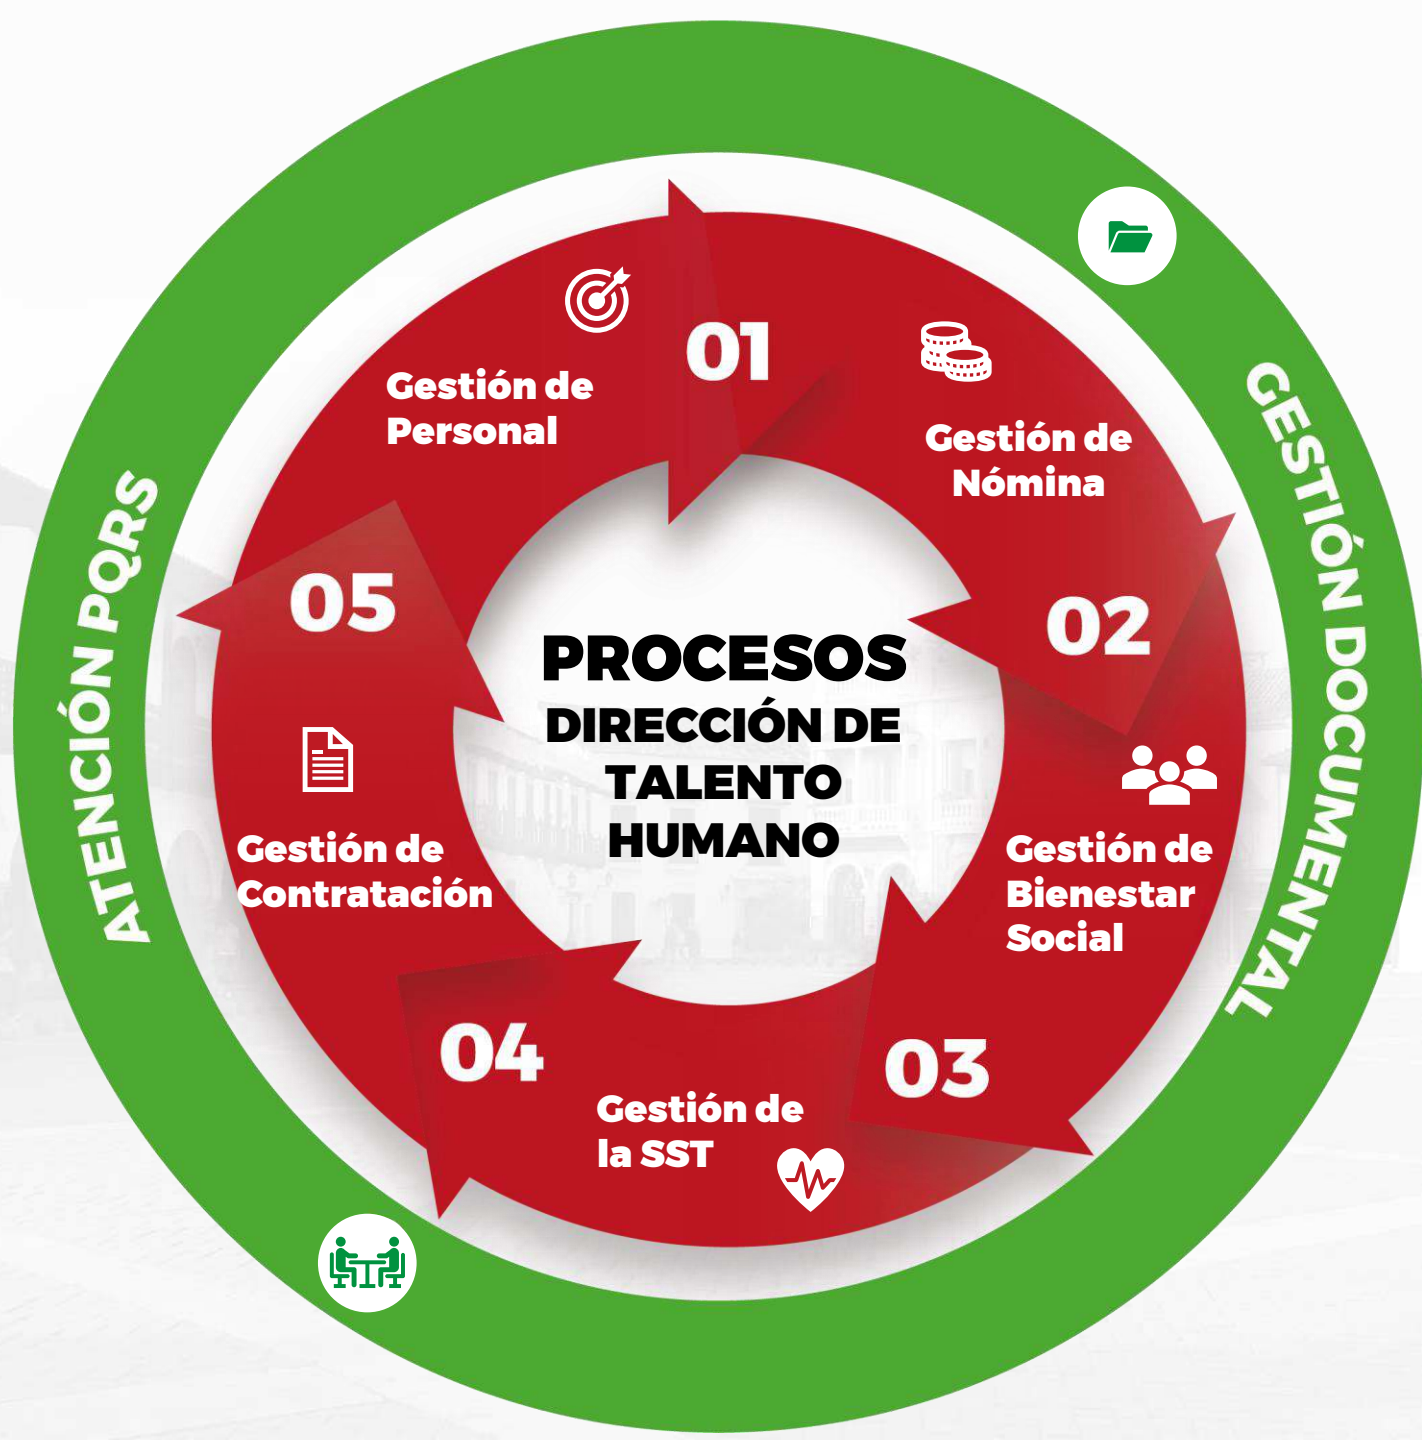 PROCESOS
DIRECCIÓN DE
TALENTO
HUMANO
01
Gestión de
Personal
02
Gestión de
Nómina
03
Gestión de
Bienestar
Social
04
Gestión de
la SST
05
Gestión de
Contratación
ATENCIÓN PQRS
GESTIÓN DOCUMENTAL